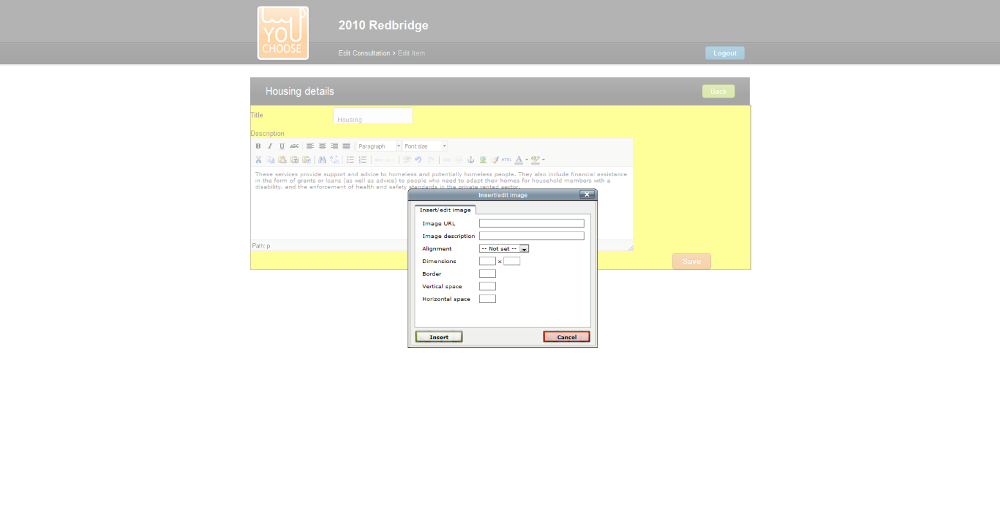 YOU
CHOOSE
2010 Redbridge
Edit Consultation > Edit Item
Logout
Housing details
Back
Title
Housing
Description
B I U ABC Paragraph Font size
HTML A ab
These services provide support and advice to homeless and potentially homeless people. They also include financial assistance
in the form of grants or loans (as well as advice) to people who need to adapt their homes for household members with a
disability, and the enforcement of health and safety standards in the private rented sector.
Insert/edit image
X
Insert/edit image
Image URL
Image description
Alignment -- Not set --
Dimensions x
Border
Vertical space
Horizontal space
Insert Cancel
Path: p
Save